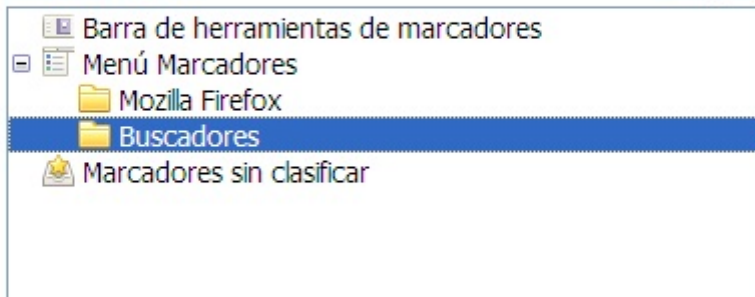 Barra de herramientas de marcadores
Menú Marcadores
Mozilla Firefox
Buscadores
Marcadores sin clasificar